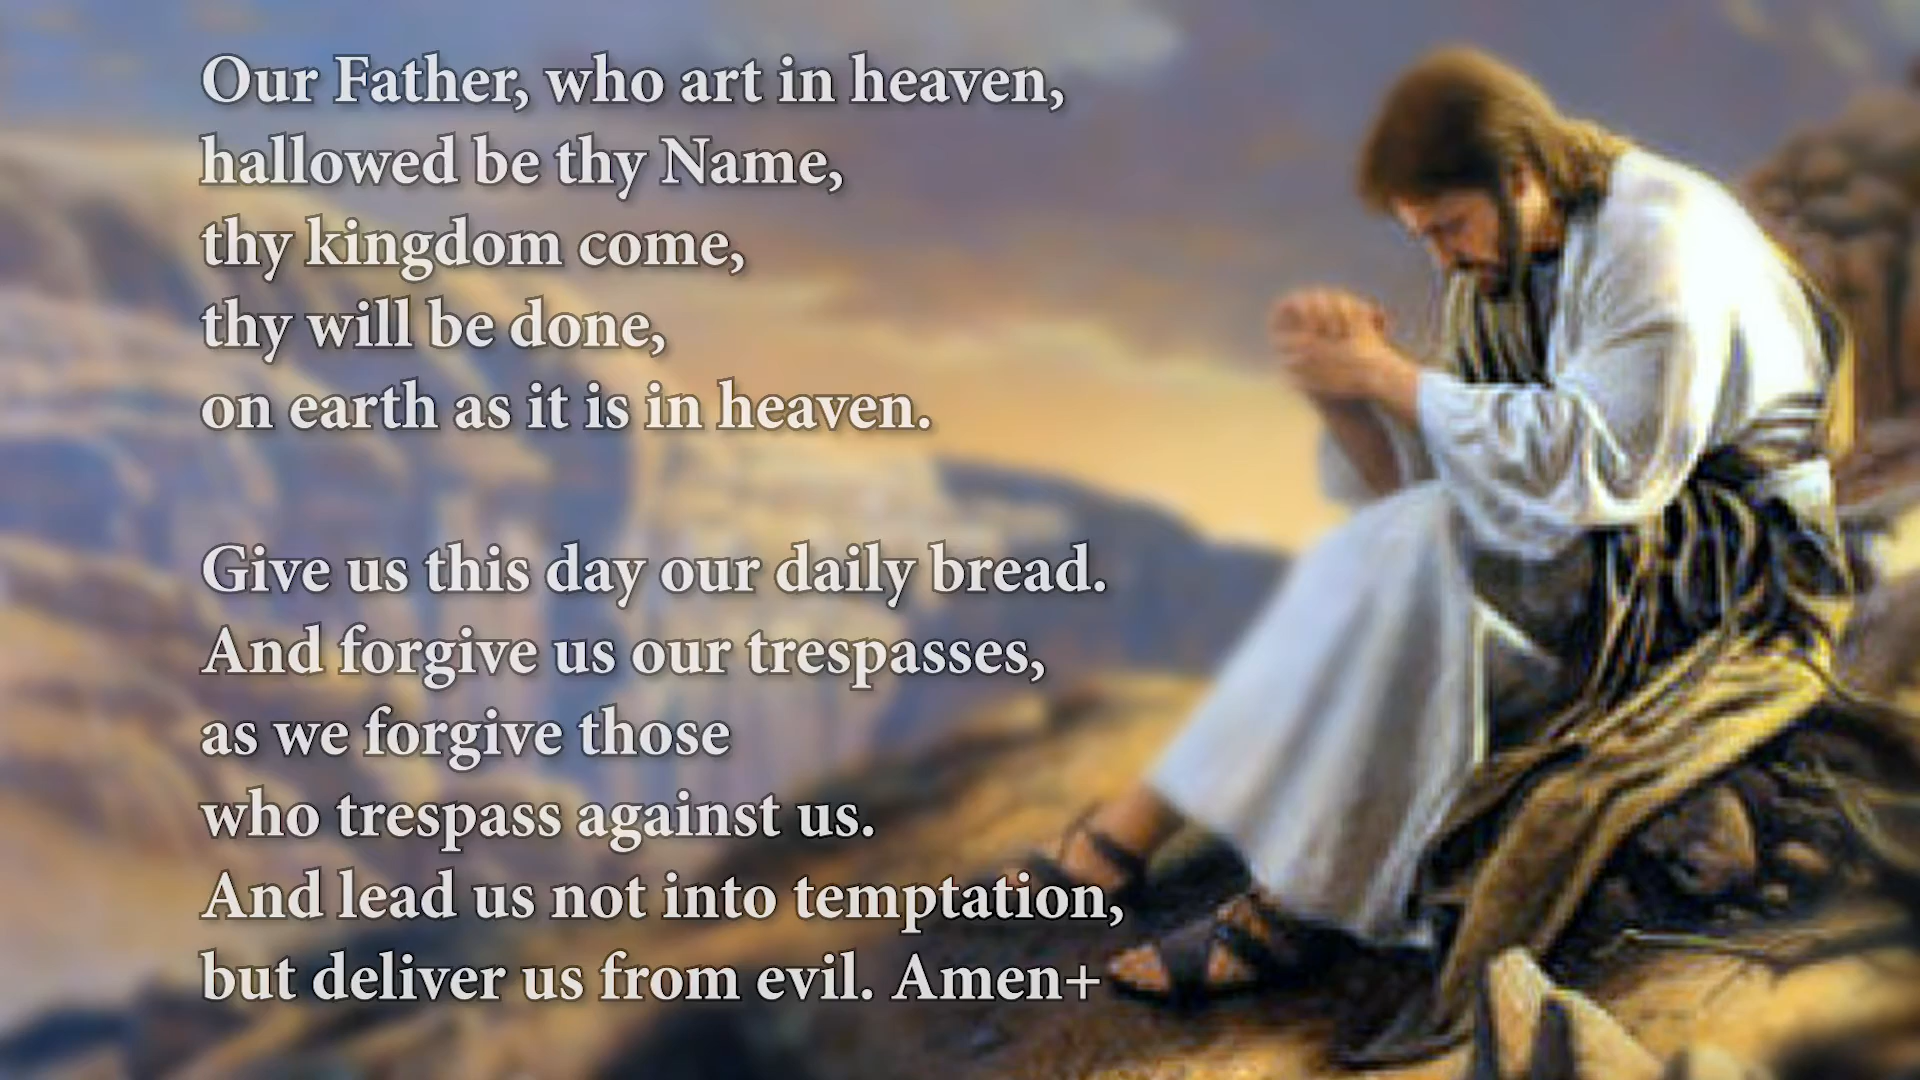 Our Father, who art in heaven,
hallowed be thy Name,
thy kingdom come,
thy will be done,
on earth as it is in heaven.
Give us this day our daily bread.
And forgive us our trespasses,
as we forgive those
who trespass against us.
And lead us not into temptation,
but deliver us from evil. Amen+